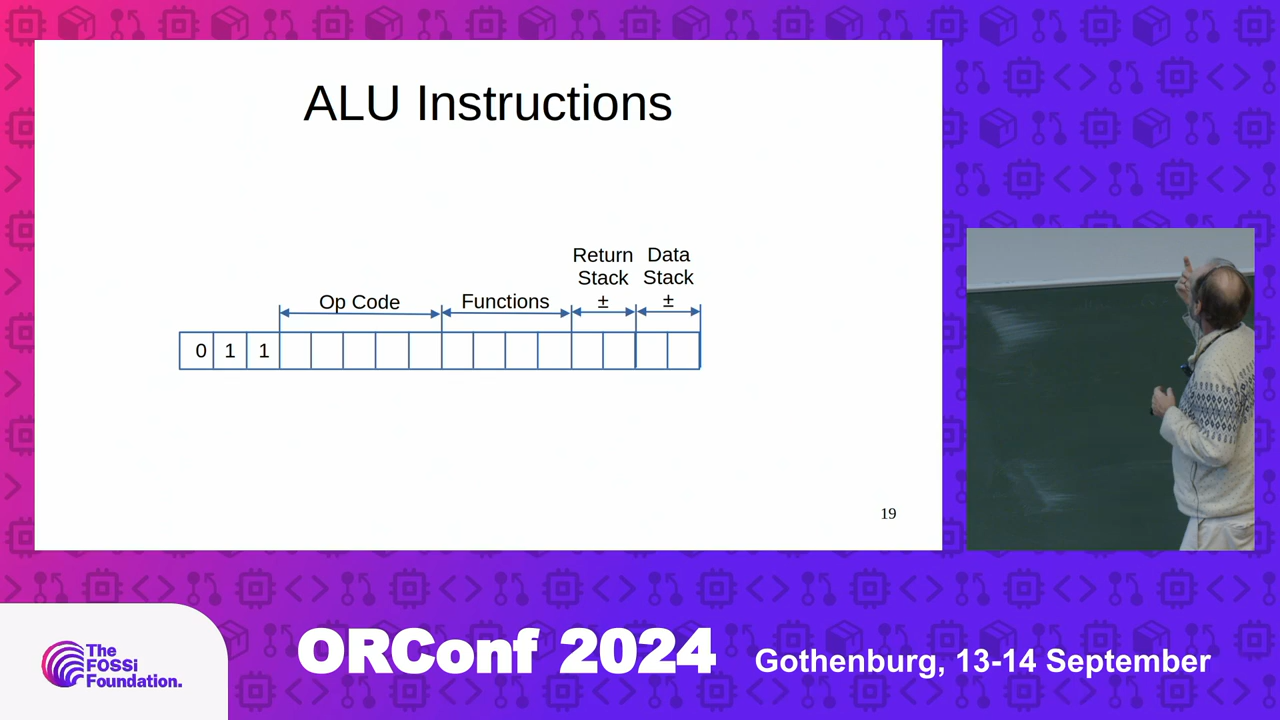 ALU Instructions
Return Data
Stack Stack
Op Code Functions ± ±
0 1 1
19
The
FOSSi
Foundation.
ORConf 2024
Gothenburg, 13-14 September